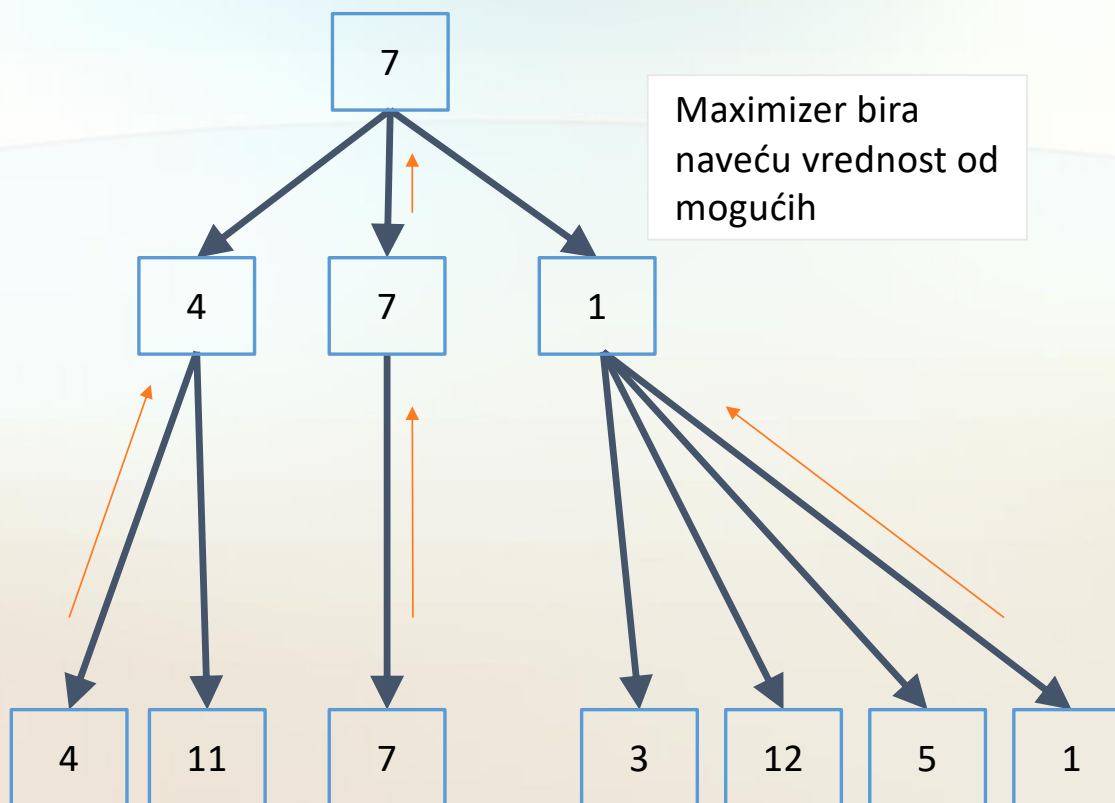 7
Maximizer bira
naveću vrednost od
mogućih
4 7 1
4 11 7 3 12 5 1